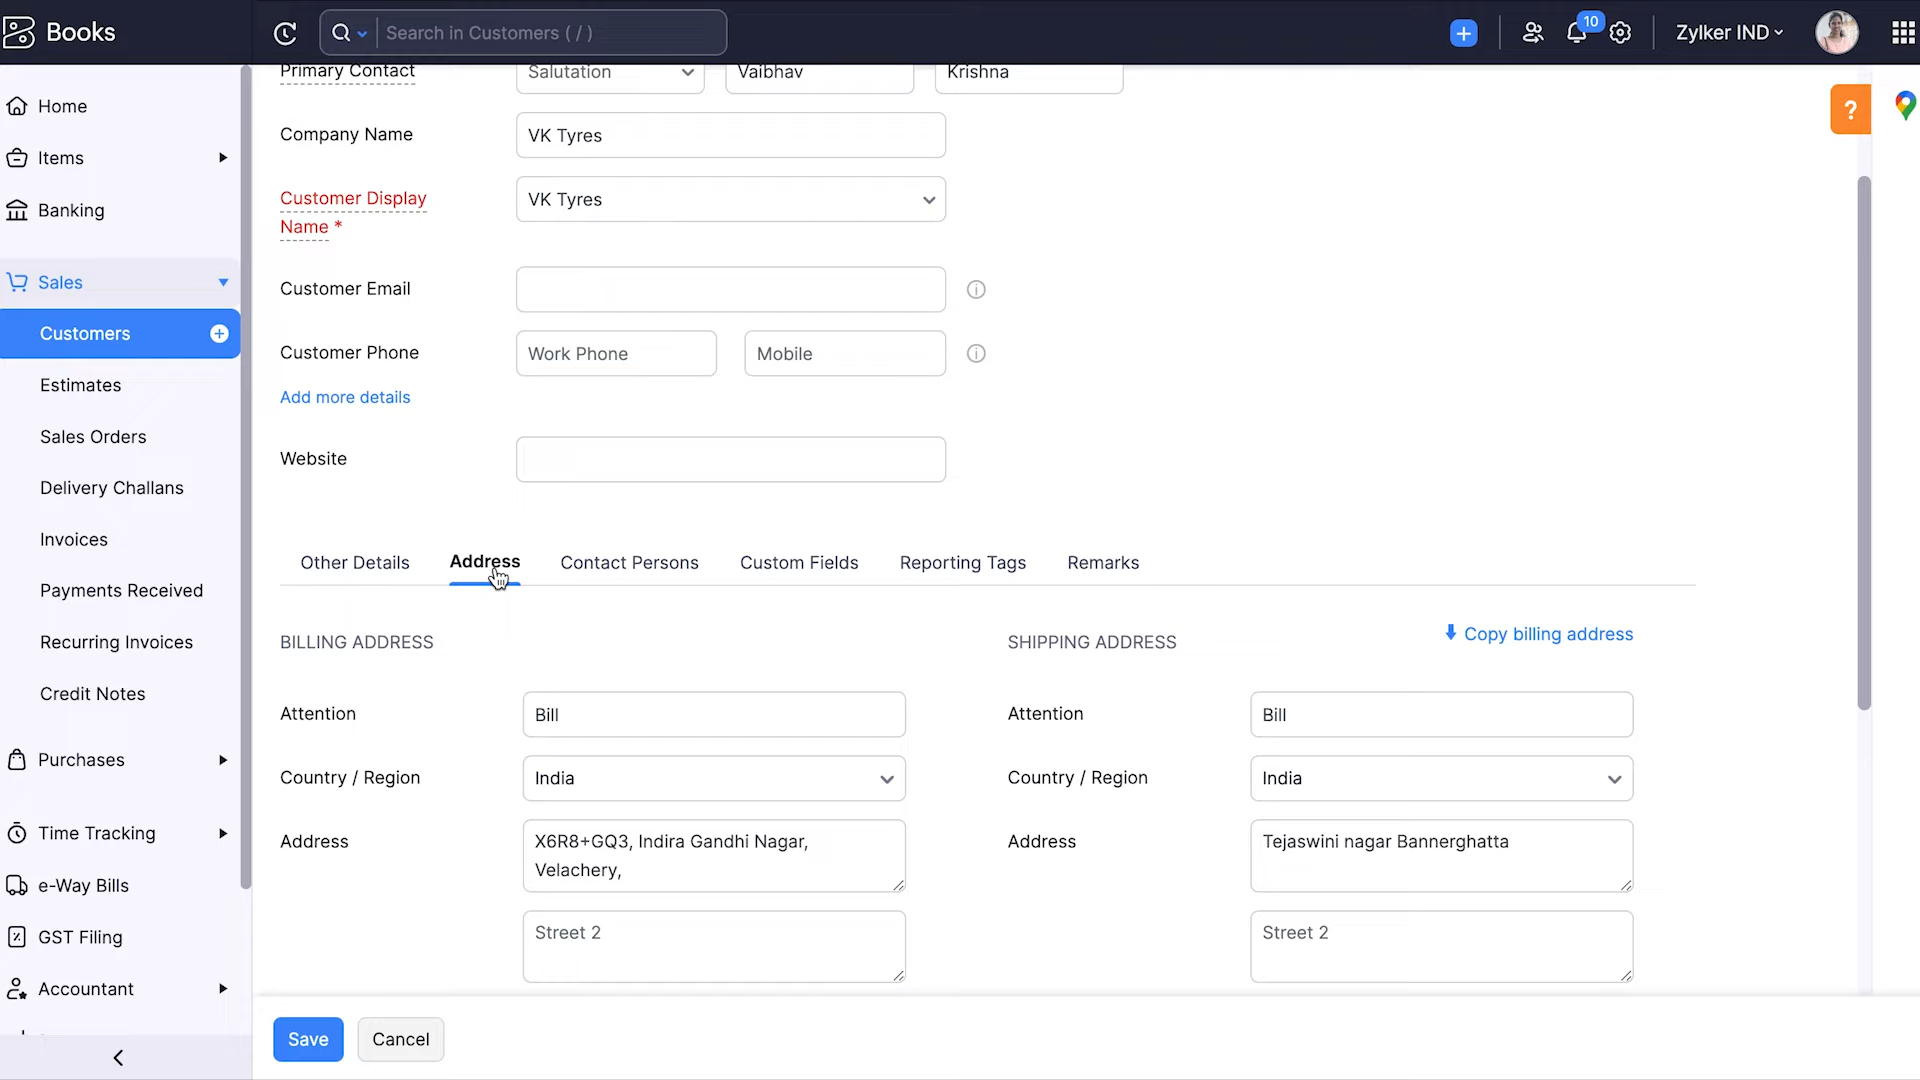 Books
Search in Customers ( / )
10
Zylker IND
Home
Items
Banking
Sales
Customers
Estimates
Sales Orders
Delivery Challans
Invoices
Payments Received
Recurring Invoices
Credit Notes
Purchases
Time Tracking
e-Way Bills
GST Filing
Accountant
Primary Contact
Salutation
Vaibhav
Krishna
?
Company Name
VK Tyres
Customer Display
Name *
VK Tyres
Customer Email
Customer Phone
Work Phone
Mobile
Add more details
Website
Other Details
Address
Contact Persons
Custom Fields
Reporting Tags
Remarks
BILLING ADDRESS
Attention
Bill
Country / Region
India
Address
X6R8+GQ3, Indira Gandhi Nagar,
Velachery,
Street 2
SHIPPING ADDRESS
Copy billing address
Attention
Bill
Country / Region
India
Address
Tejaswini nagar Bannerghatta
Street 2
Save
Cancel